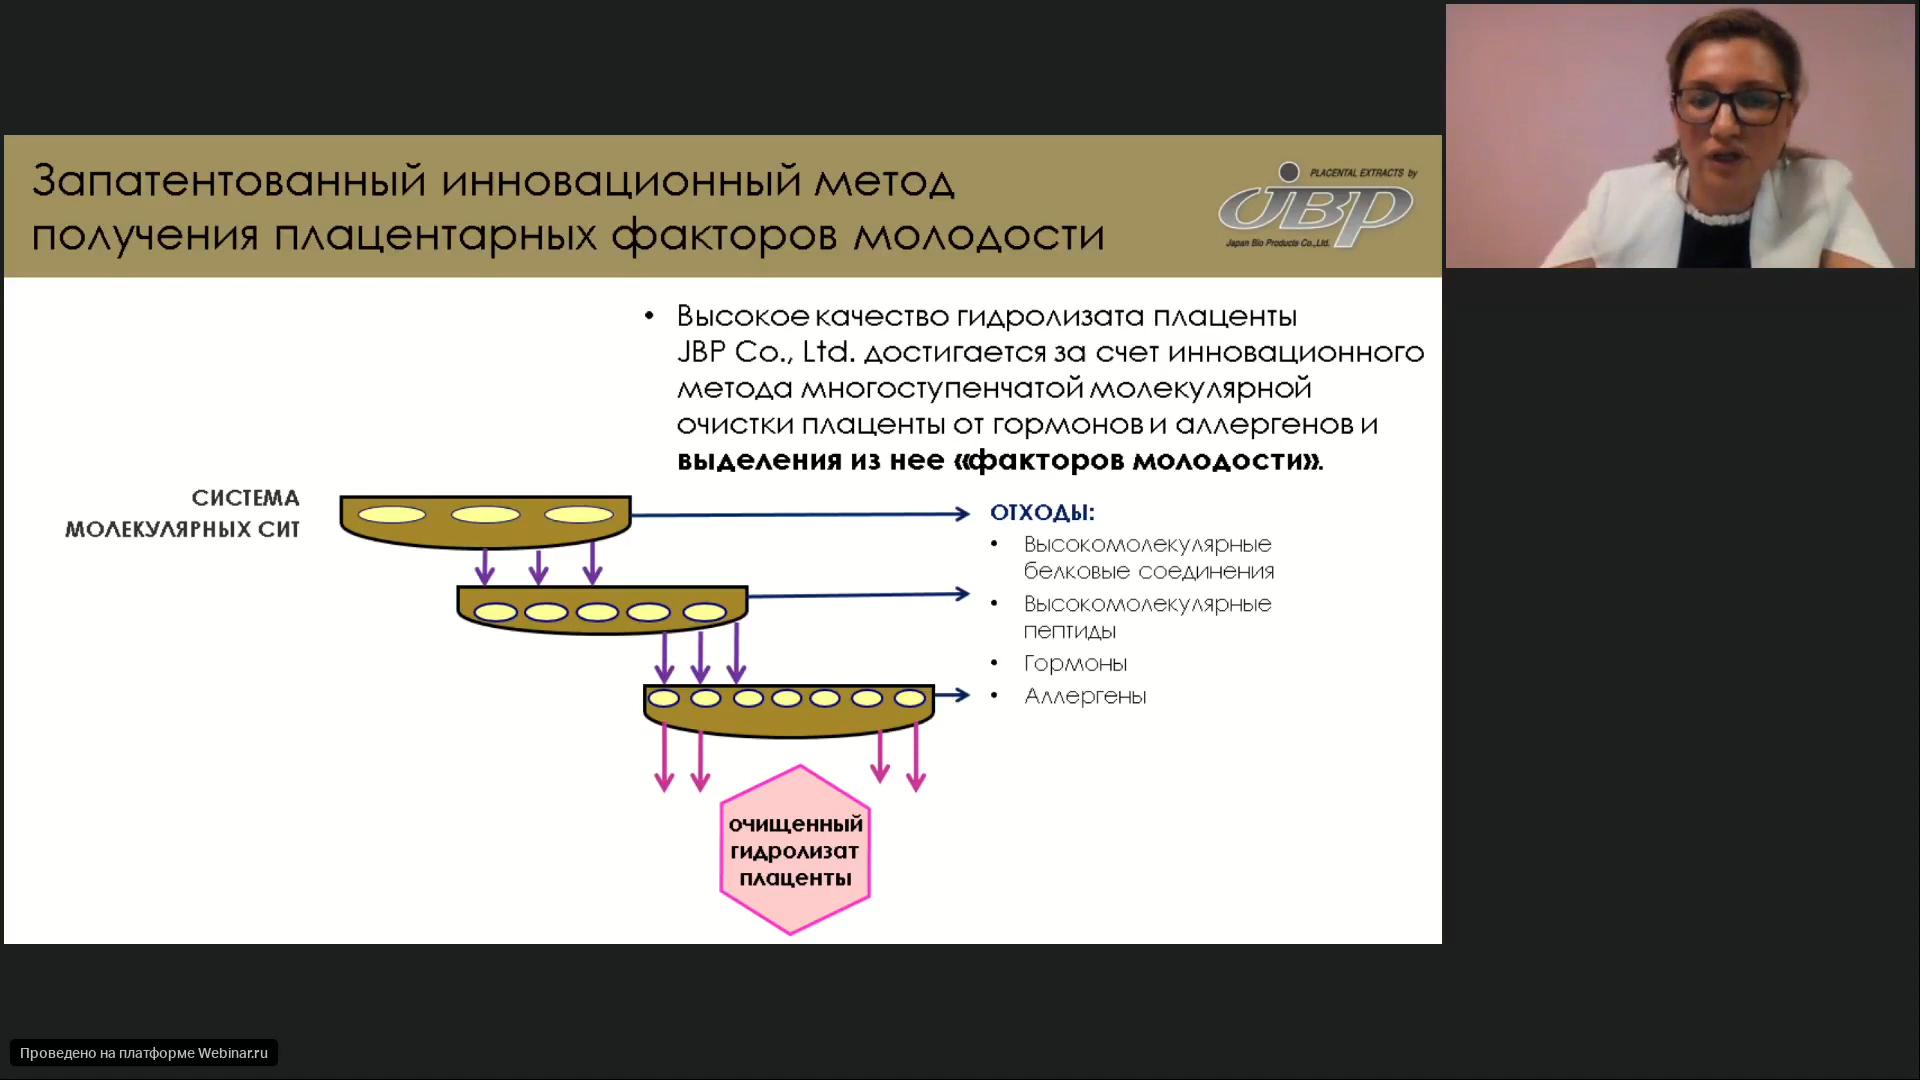 Запатентованный инновационный метод
получения плацентарных факторов молодости
PLACENTAL EXTRACTS by
JBP
Japan Bio Products Co.,Ltd.
• Высокое качество гидролизата плаценты
JBP Co., Ltd. достигается за счет инновационного
метода многоступенчатой молекулярной
очистки плаценты от гормонов и аллергенов и
выделения из нее «факторов молодости».
СИСТЕМА
МОЛЕКУЛЯРНЫХ СИТ
ОТХОДЫ:
• Высокомолекулярные
белковые соединения
• Высокомолекулярные
пептиды
• Гормоны
• Аллергены
очищенный
гидролизат
плаценты
Проведено на платформе Webinar.ru